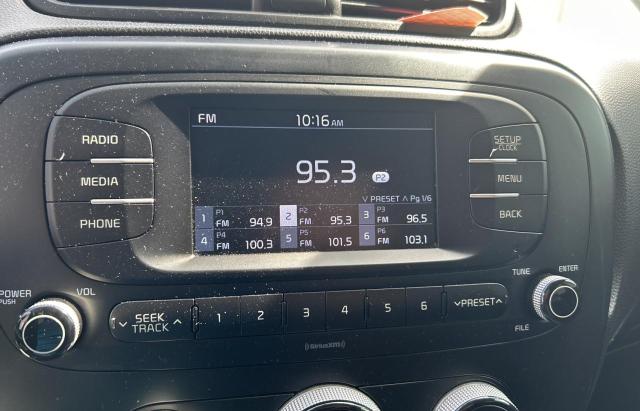 FM 10:16 AM
95.3 P2
∨ PRESET ∧ Pg 1/6
1 P1 FM 94.9 2 P2 FM 95.3 3 P3 FM 96.5
4 P4 FM 100.3 5 P5 FM 101.5 6 P6 FM 103.1
RADIO
MEDIA
PHONE
SETUP
CLOCK
MENU
BACK
POWER
PUSH
VOL
∨ SEEK ∧
TRACK
1 2 3 4 5 6
∨PRESET∧
TUNE
ENTER
FILE
((SiriusXM))